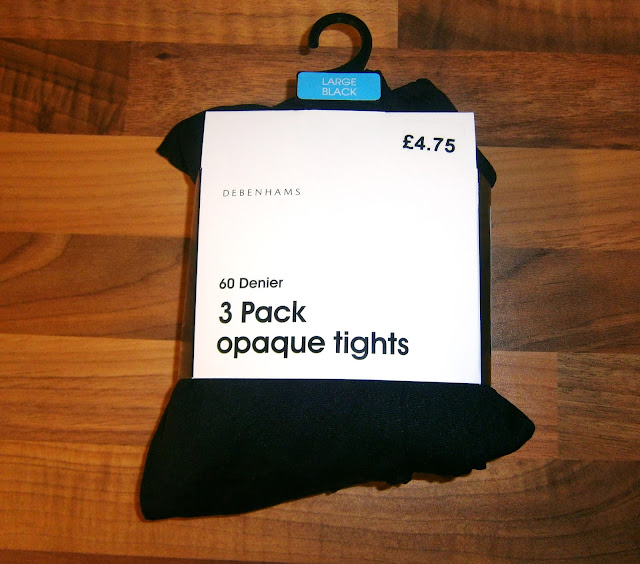 LARGE
BLACK
£4.75
DEBENHAMS
60 Denier
3 Pack
opaque tights